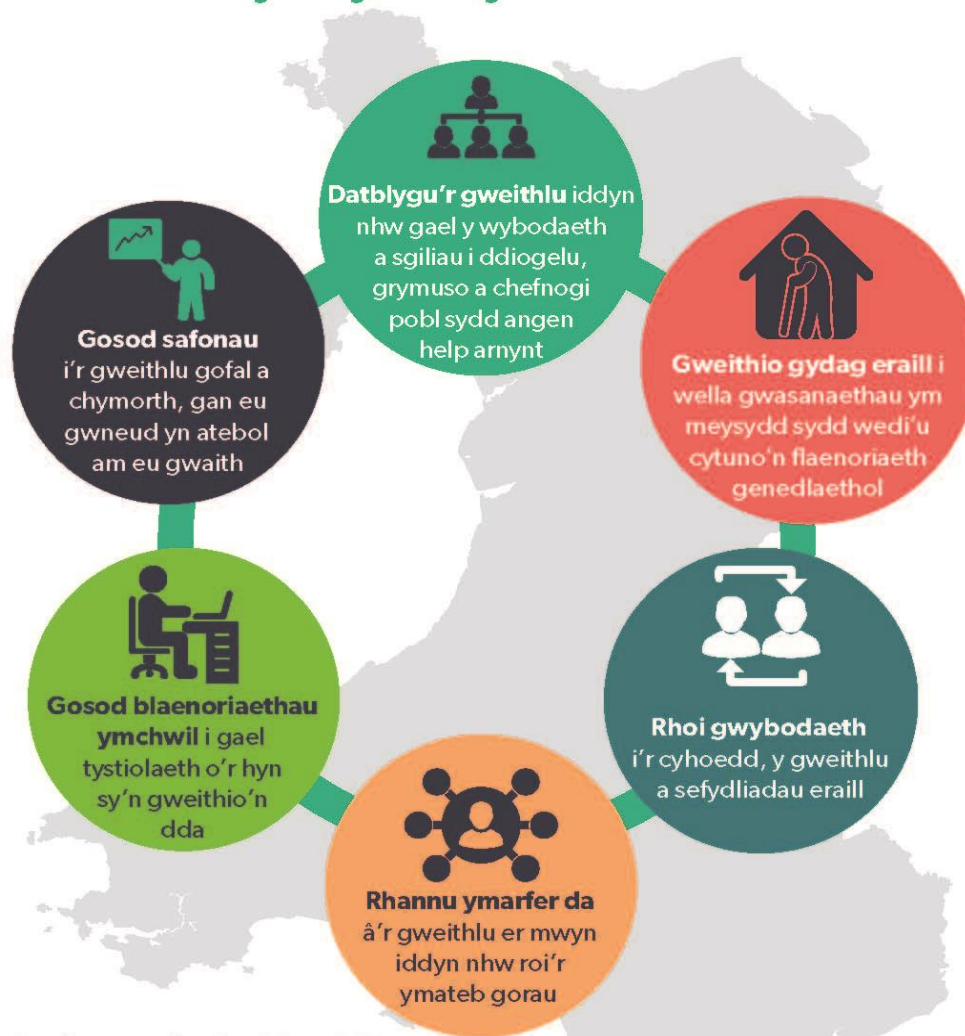 Datblygu'r gweithlu iddyn
nhw gael y wybodaeth
a sgiliau i ddiogelu,
grymuso a chefnogi
pobl sydd angen
help arnynt
Gweithio gydag eraill i
wella gwasanaethau ym
meysydd sydd wedi'u
cytuno'n flaenoriaeth
genedlaethol
Rhoi gwybodaeth
i'r cyhoedd, y gweithlu
a sefydliadau eraill
Rhannu ymarfer da
â'r gweithlu er mwyn
iddyn nhw roi'r
ymateb gorau
Gosod blaenoriaethau
ymchwil i gael
tystiolaeth o'r hyn
sy'n gweithio'n
dda
Gosod safonau
i'r gweithlu gofal a
chymorth, gan eu
gwneud yn atebol
am eu gwaith